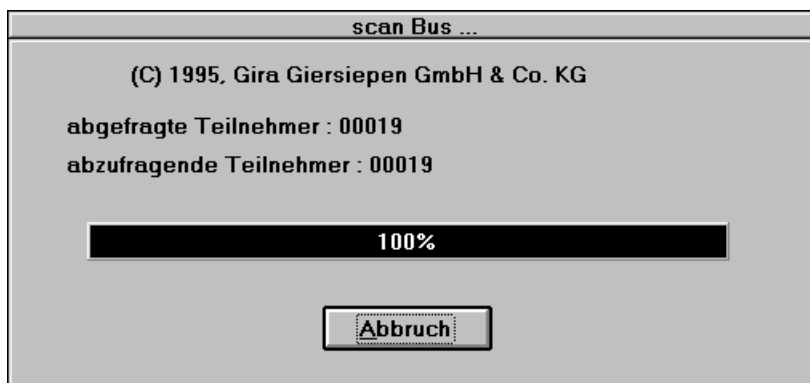 scan Bus ...
(C) 1995, Gira Giersiepen GmbH & Co. KG
abgefragte Teilnehmer : 00019
abzufragende Teilnehmer : 00019
100%
Abbruch